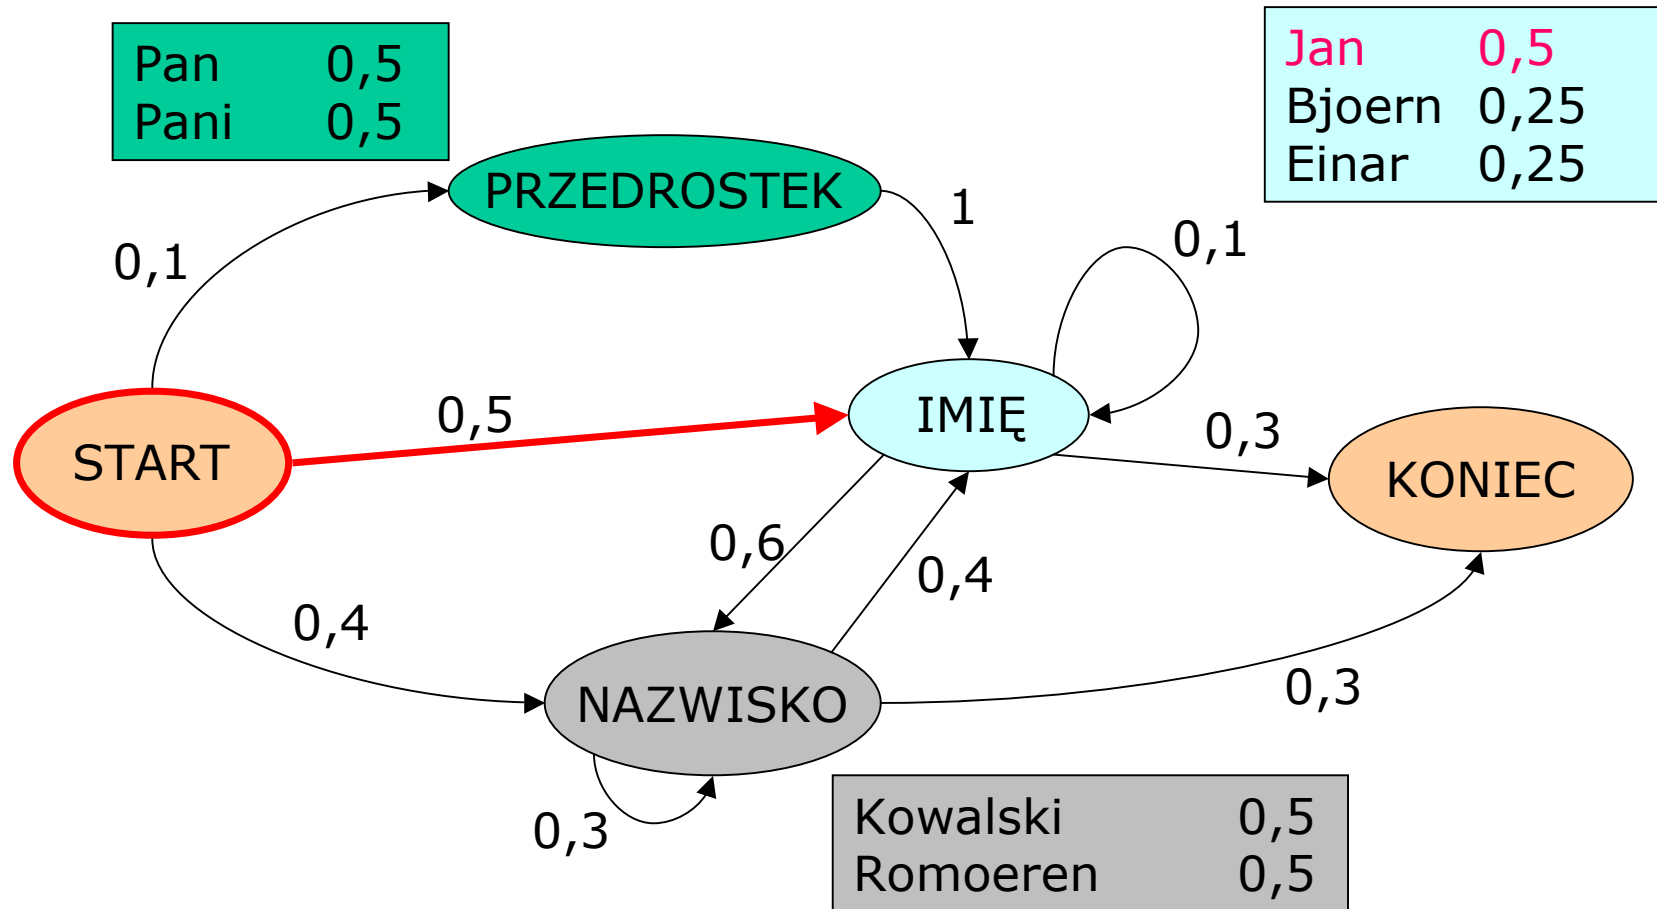 Pan 0,5
Pani 0,5
Jan 0,5
Bjoern 0,25
Einar 0,25
PRZEDROSTEK
1
0,1
0,1
START
0,5
IMIĘ
0,3
KONIEC
0,6
0,4
0,4
NAZWISKO
0,3
0,3
Kowalski 0,5
Romoeren 0,5